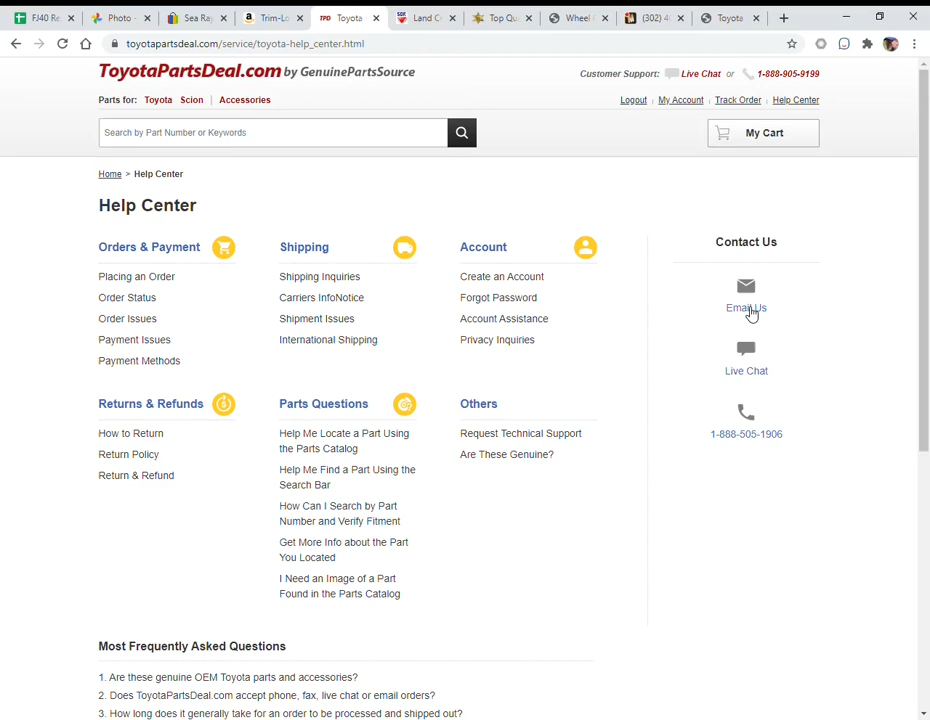 FJ40 Re
Photo -
Sea Ra
Trim-Lo
TPD Toyota
Land C
Top Qu
Wheel
(302) 4
Toyota
toyotapartsdeal.com/service/toyota-help_center.html
ToyotaPartsDeal.com by GenuinePartsSource
Customer Support: Live Chat or 1-888-905-9199
Parts for: Toyota Scion | Accessories
Logout | My Account | Track Order | Help Center
Search by Part Number or Keywords
My Cart
Home > Help Center
Help Center
Orders & Payment
Placing an Order
Order Status
Order Issues
Payment Issues
Payment Methods
Shipping
Shipping Inquiries
Carriers InfoNotice
Shipment Issues
International Shipping
Account
Create an Account
Forgot Password
Account Assistance
Privacy Inquiries
Contact Us
Email Us
Live Chat
1-888-505-1906
Returns & Refunds
How to Return
Return Policy
Return & Refund
Parts Questions
Help Me Locate a Part Using
the Parts Catalog
Help Me Find a Part Using the
Search Bar
How Can I Search by Part
Number and Verify Fitment
Get More Info about the Part
You Located
I Need an Image of a Part
Found in the Parts Catalog
Others
Request Technical Support
Are These Genuine?
Most Frequently Asked Questions
1. Are these genuine OEM Toyota parts and accessories?
2. Does ToyotaPartsDeal.com accept phone, fax, live chat or email orders?
3. How long does it generally take for an order to be processed and shipped out?